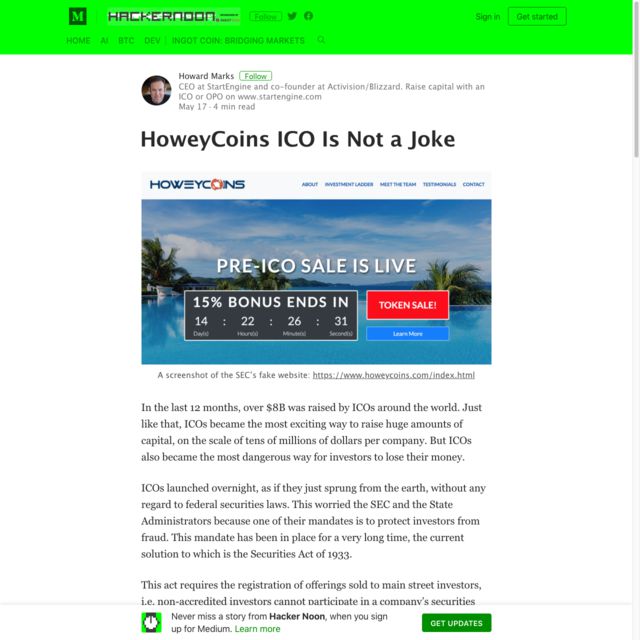 M HACKERNOON Follow Sign in Get started
HOME AI BTC DEV INGOT COIN: BRIDGING MARKETS
Howard Marks Follow
CEO at StartEngine and co-founder at Activision/Blizzard. Raise capital with an
ICO or OPO on www.startengine.com
May 17 · 4 min read
HoweyCoins ICO Is Not a Joke
HOWEYCOINS ABOUT INVESTMENT LADDER MEET THE TEAM TESTIMONIALS CONTACT
PRE-ICO SALE IS LIVE
15% BONUS ENDS IN
14 : 22 : 26 : 31
Day(s) Hour(s) Minute(s) Second(s)
TOKEN SALE!
Learn More
A screenshot of the SEC's fake website: https://www.howeycoins.com/index.html
In the last 12 months, over $8B was raised by ICOs around the world. Just
like that, ICOs became the most exciting way to raise huge amounts of
capital, on the scale of tens of millions of dollars per company. But ICOs
also became the most dangerous way for investors to lose their money.
ICOs launched overnight, as if they just sprung from the earth, without any
regard to federal securities laws. This worried the SEC and the State
Administrators because one of their mandates is to protect investors from
fraud. This mandate has been in place for a very long time, the current
solution to which is the Securities Act of 1933.
This act requires the registration of offerings sold to main street investors,
i.e. non-accredited investors cannot participate in a company's securities
Never miss a story from Hacker Noon, when you sign
up for Medium. Learn more
GET UPDATES